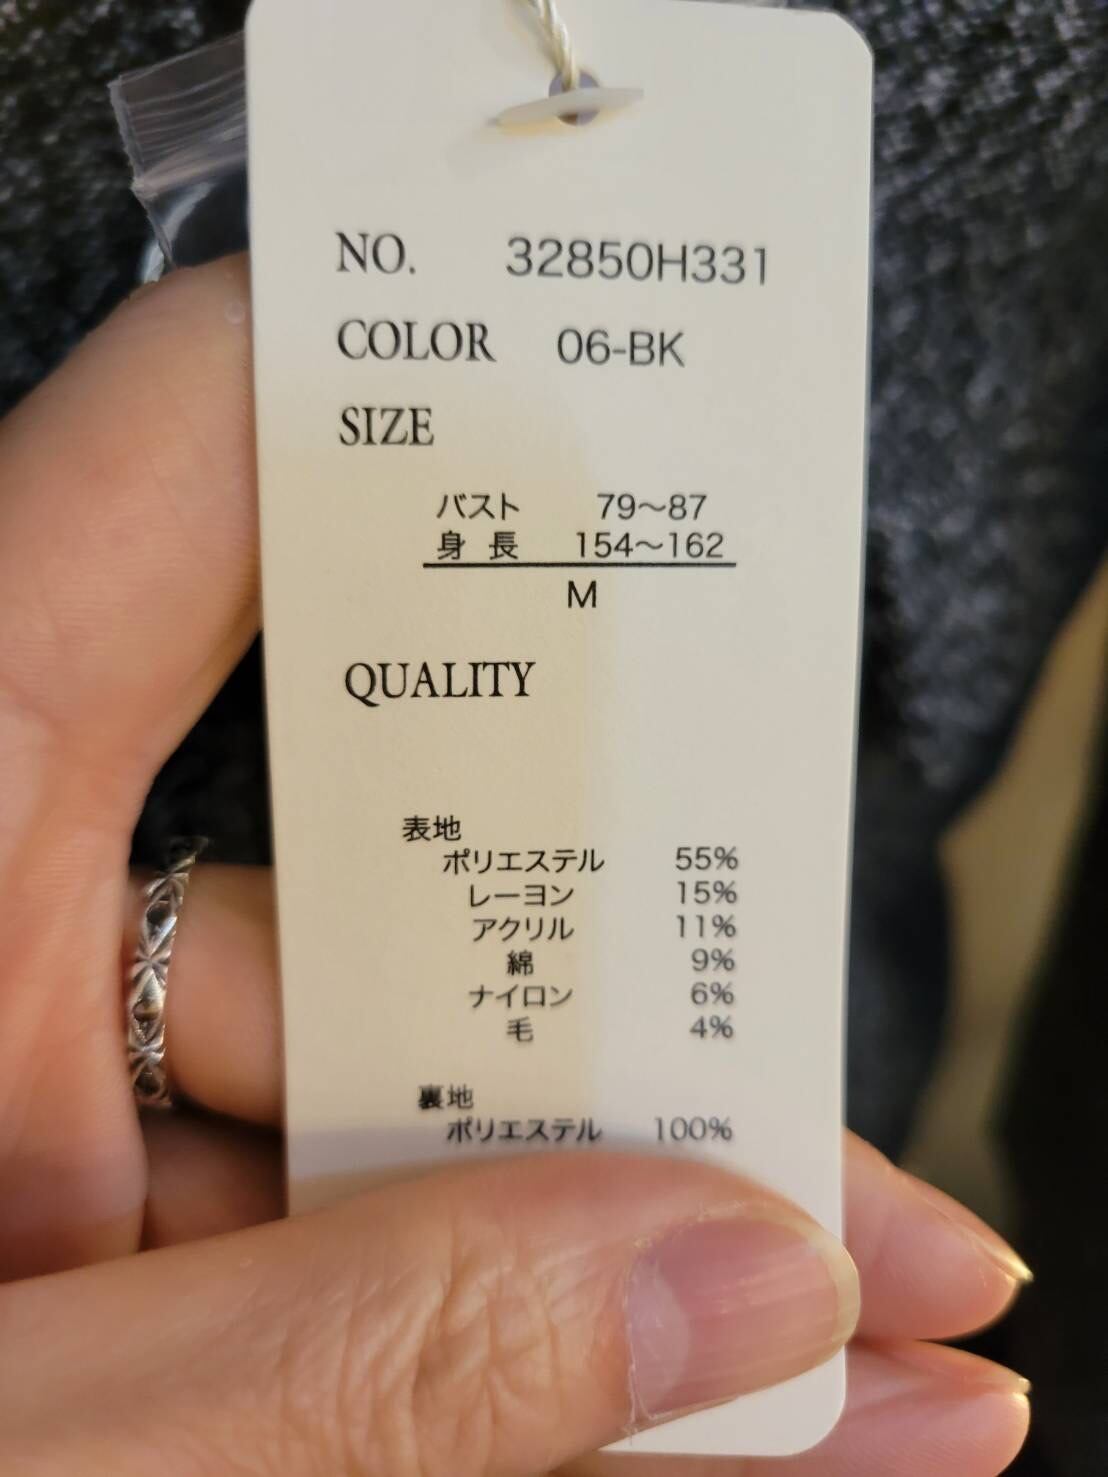 NO. 32850H331
COLOR 06-BK
SIZE
バスト 79〜87
身長 154〜162
M
QUALITY
表地
ポリエステル 55%
レーヨン 15%
アクリル 11%
綿 9%
ナイロン 6%
毛 4%
裏地
ポリエステル 100%